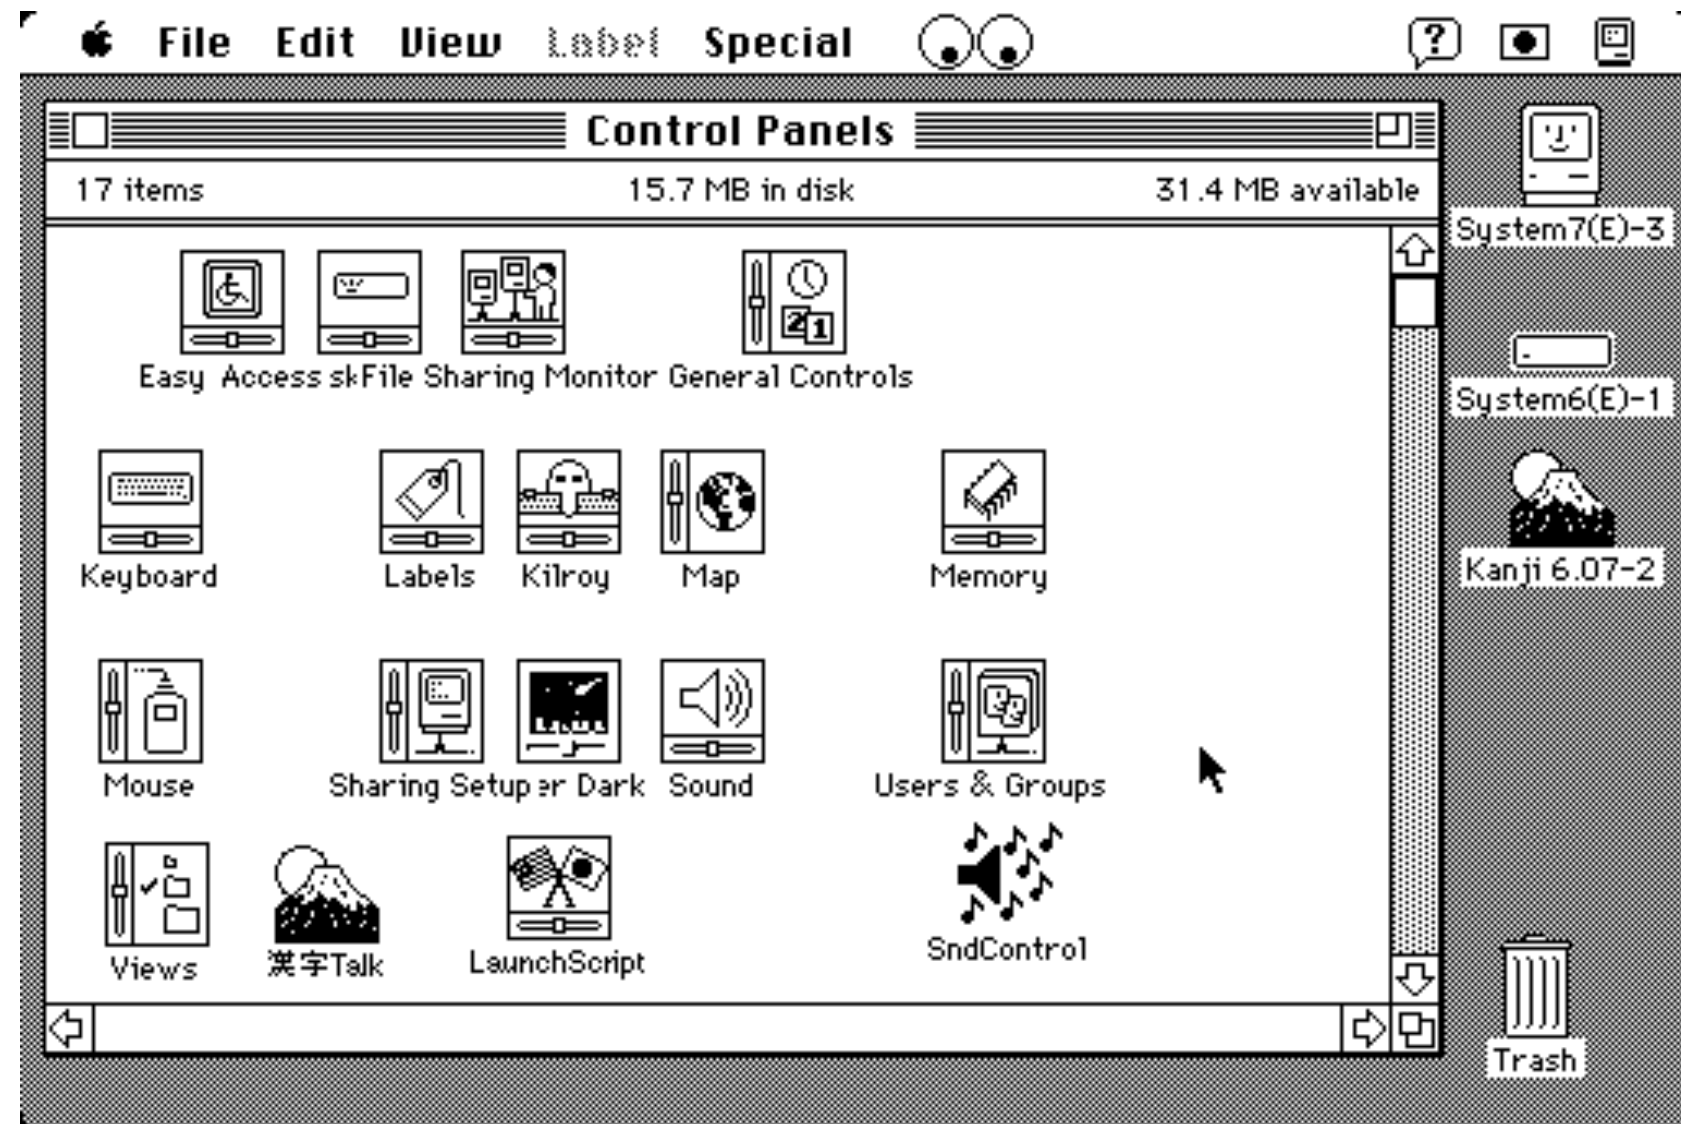 File Edit View Label Special
Control Panels
17 items 15.7 MB in disk 31.4 MB available
Easy Access sk File Sharing Monitor General Controls
Keyboard Labels Kilroy Map Memory
Mouse Sharing Setup er Dark Sound Users & Groups
Views 漢字Talk LaunchScript SndControl
System7(E)-3
System6(E)-1
Kanji 6.07-2
Trash